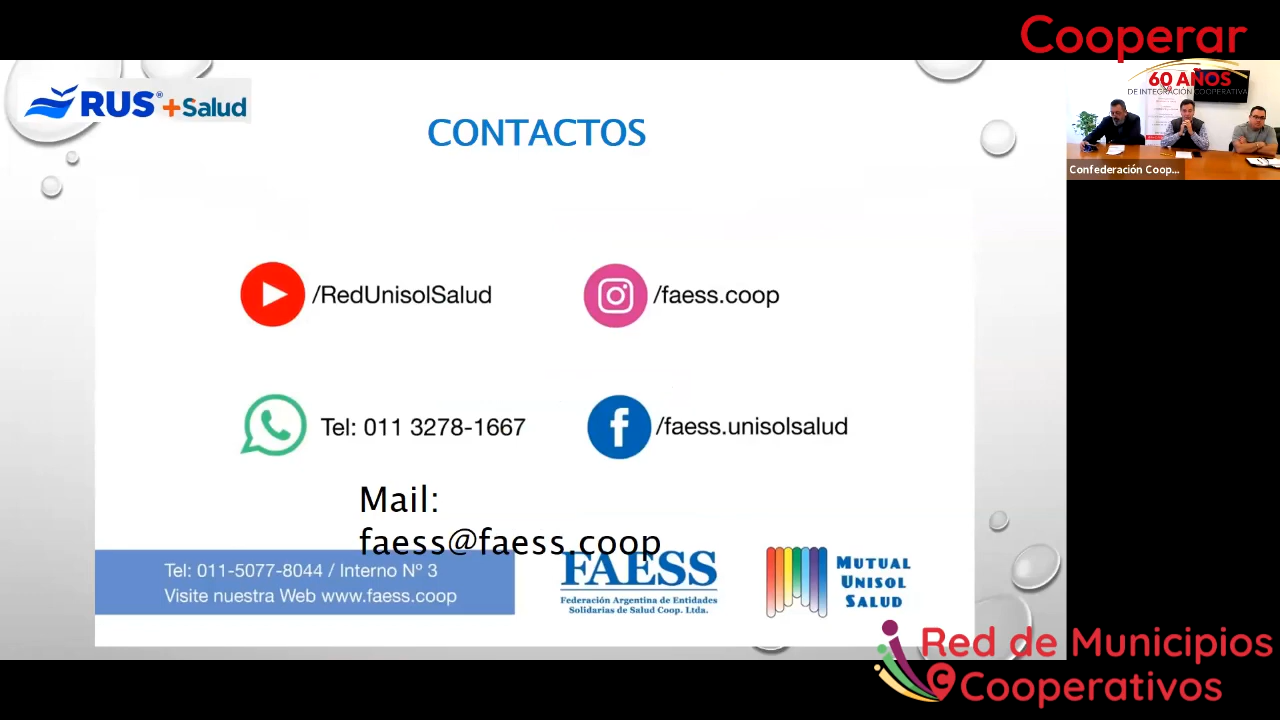 Cooperar
60 AÑOS
DE INTEGRACIÓN COOPERATIVA
RUS® +Salud
CONTACTOS
Confederación Coop...
/RedUnisolSalud
/faess.coop
Tel: 011 3278-1667
/faess.unisolsalud
Mail:
faess@faess.coop
Tel: 011-5077-8044 / Interno Nº 3
Visite nuestra Web www.faess.coop
FAESS
Federación Argentina de Entidades
Solidarias de Salud Coop. Ltda.
MUTUAL
UNISOL
SALUD
Red de Municipios
Cooperativos